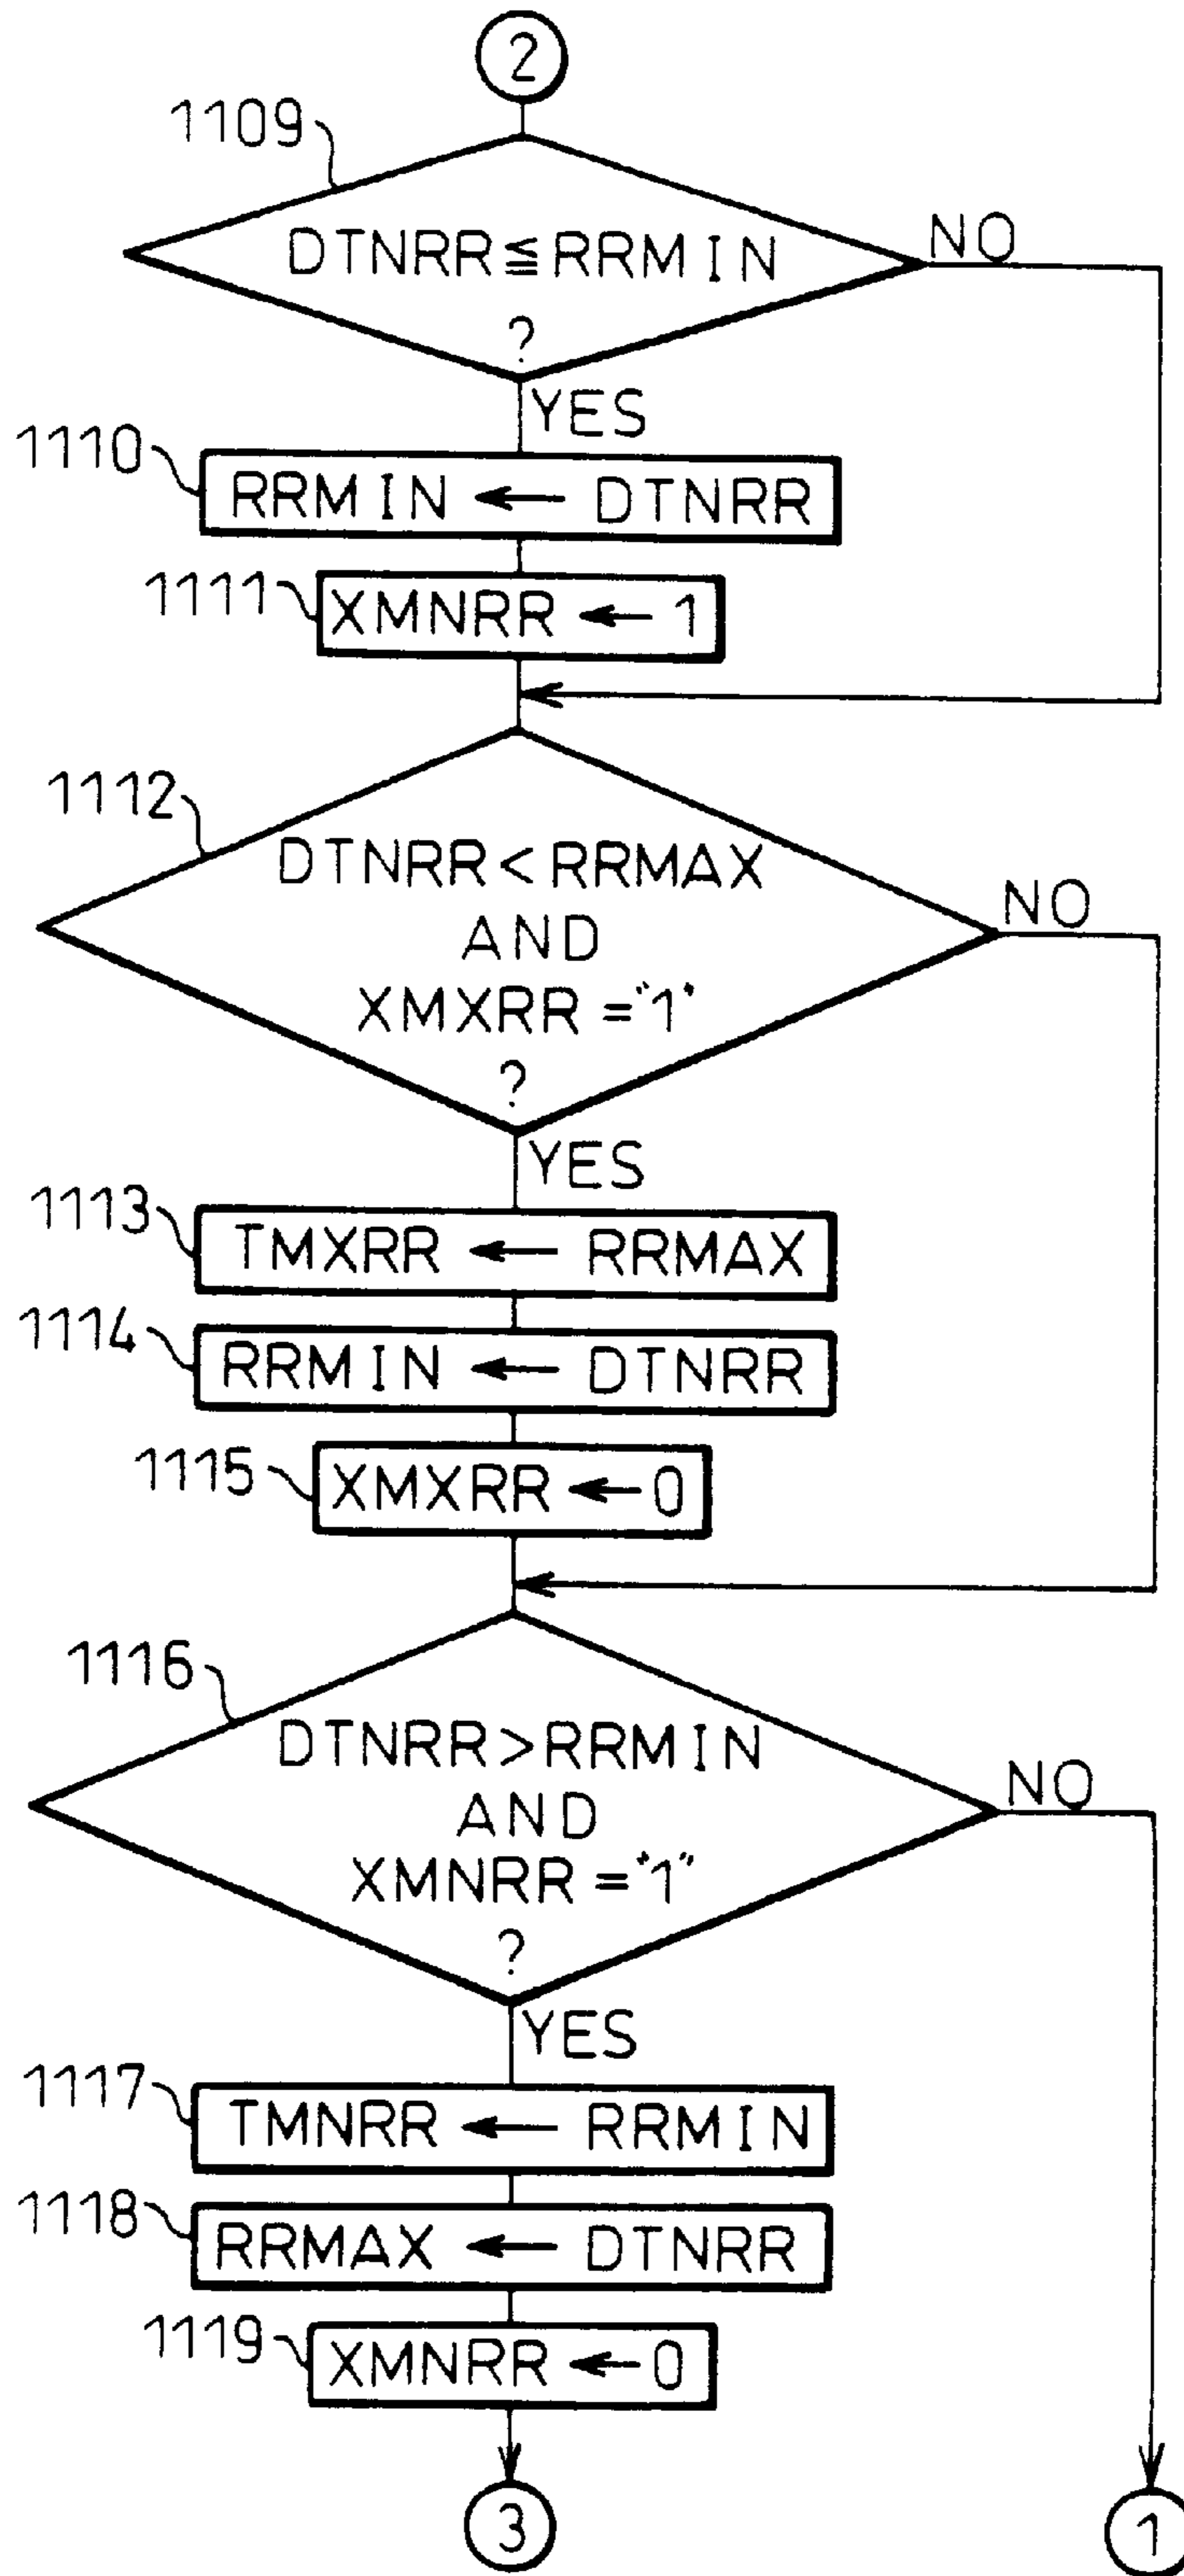 2
1109
DTNRR≦RRMIN
?
NO
YES
1110
RRMIN ← DTNRR
1111
XMNRR ← 1
1112
DTNRR<RRMAX
AND
XMXRR="1"
?
NO
YES
1113
TMXRR ← RRMAX
1114
RRMIN ← DTNRR
1115
XMXRR ← 0
1116
DTNRR>RRMIN
AND
XMNRR="1"
?
NO
YES
1117
TMNRR ← RRMIN
1118
RRMAX ← DTNRR
1119
XMNRR ← 0
3
1